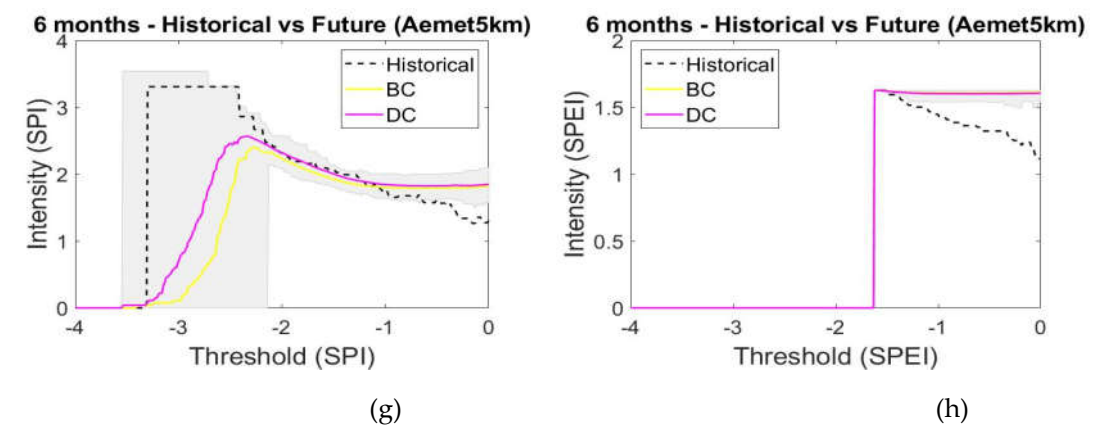 6 months - Historical vs Future (Aemet5km)
4
3
2
1
0
Intensity (SPI)
Historical
BC
DC
-4
-3
-2
-1
0
Threshold (SPI)
(g)
6 months - Historical vs Future (Aemet5km)
2
1.5
1
0.5
0
Intensity (SPEI)
Historical
BC
DC
-4
-3
-2
-1
0
Threshold (SPEI)
(h)